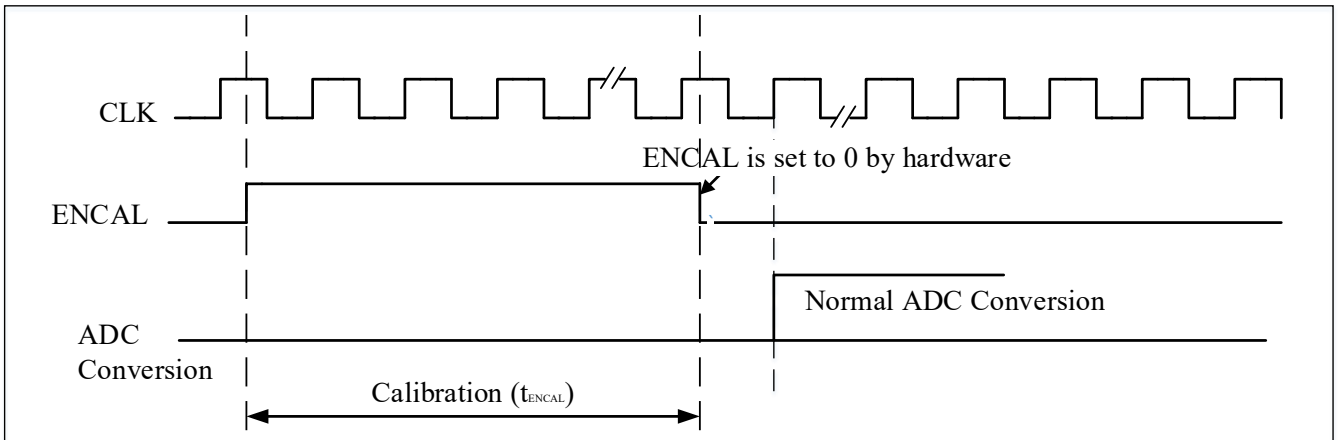 CLK
ENCAL is set to 0 by hardware
ENCAL
Normal ADC Conversion
ADC
Conversion
Calibration (tENCAL)